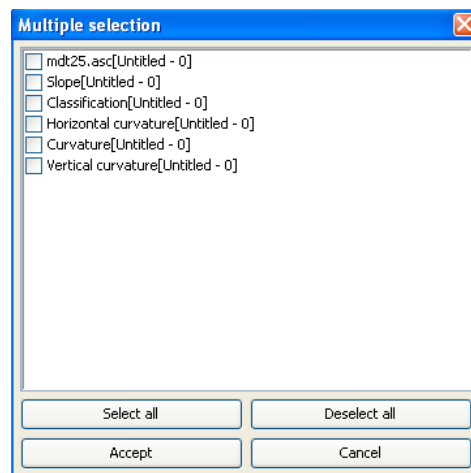 Multiple selection
mdt25.asc[Untitled - 0]
Slope[Untitled - 0]
Classification[Untitled - 0]
Horizontal curvature[Untitled - 0]
Curvature[Untitled - 0]
Vertical curvature[Untitled - 0]
Select all Deselect all
Accept Cancel